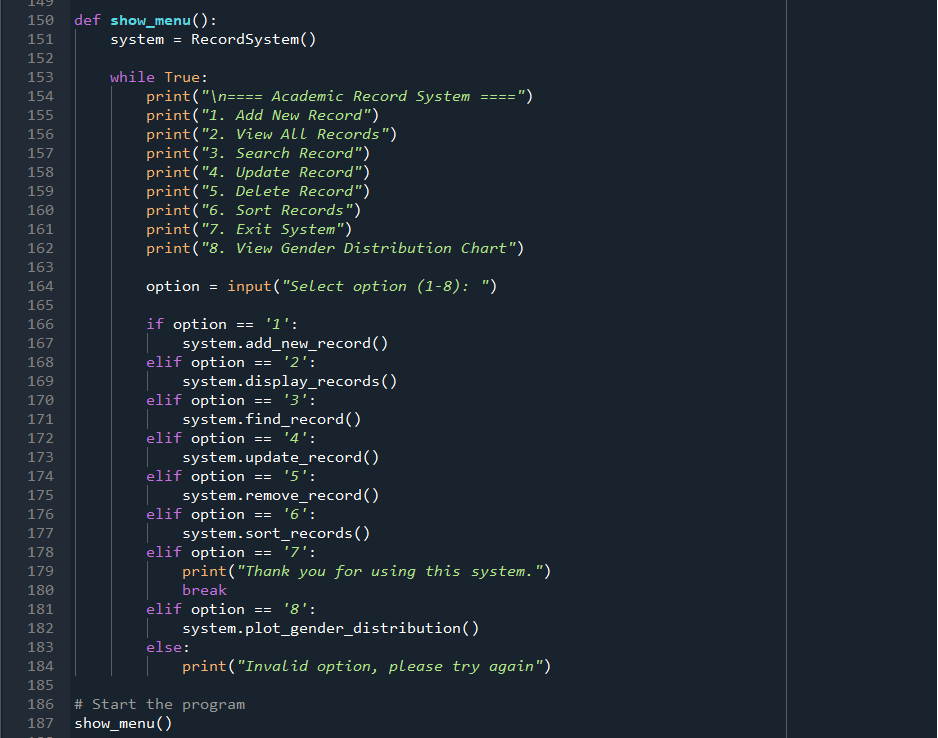 149
150 def show_menu():
151     system = RecordSystem()
152
153     while True:
154         print("\n==== Academic Record System ====")
155         print("1. Add New Record")
156         print("2. View All Records")
157         print("3. Search Record")
158         print("4. Update Record")
159         print("5. Delete Record")
160         print("6. Sort Records")
161         print("7. Exit System")
162         print("8. View Gender Distribution Chart")
163
164         option = input("Select option (1-8): ")
165
166         if option == '1':
167             system.add_new_record()
168         elif option == '2':
169             system.display_records()
170         elif option == '3':
171             system.find_record()
172         elif option == '4':
173             system.update_record()
174         elif option == '5':
175             system.remove_record()
176         elif option == '6':
177             system.sort_records()
178         elif option == '7':
179             print("Thank you for using this system.")
180             break
181         elif option == '8':
182             system.plot_gender_distribution()
183         else:
184             print("Invalid option, please try again")
185
186 # Start the program
187 show_menu()